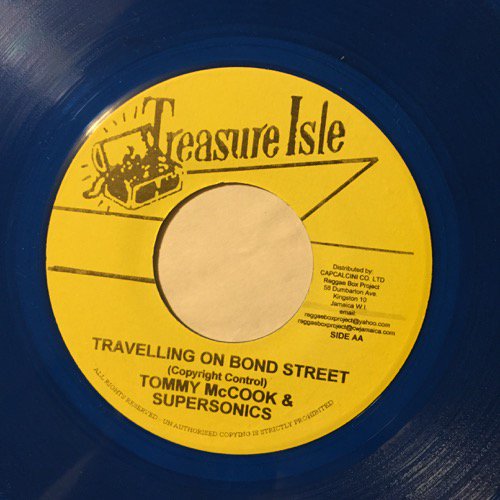 Treasure Isle
Distributed by:
CAPCALCINI CO. LTD
Reggae Box Project
58 Dumbarton Ave.
Kingston 10
Jamaica W.I.
email:
reggaeboxproject@yahoo.com
reggaeboxproject@cwjamaica.com
SIDE AA
TRAVELLING ON BOND STREET
(Copyright Control)
TOMMY McCOOK &
SUPERSONICS
ALL RIGHTS RESERVED - UNAUTHORIZED COPYING IS STRICTLY PROHIBITED